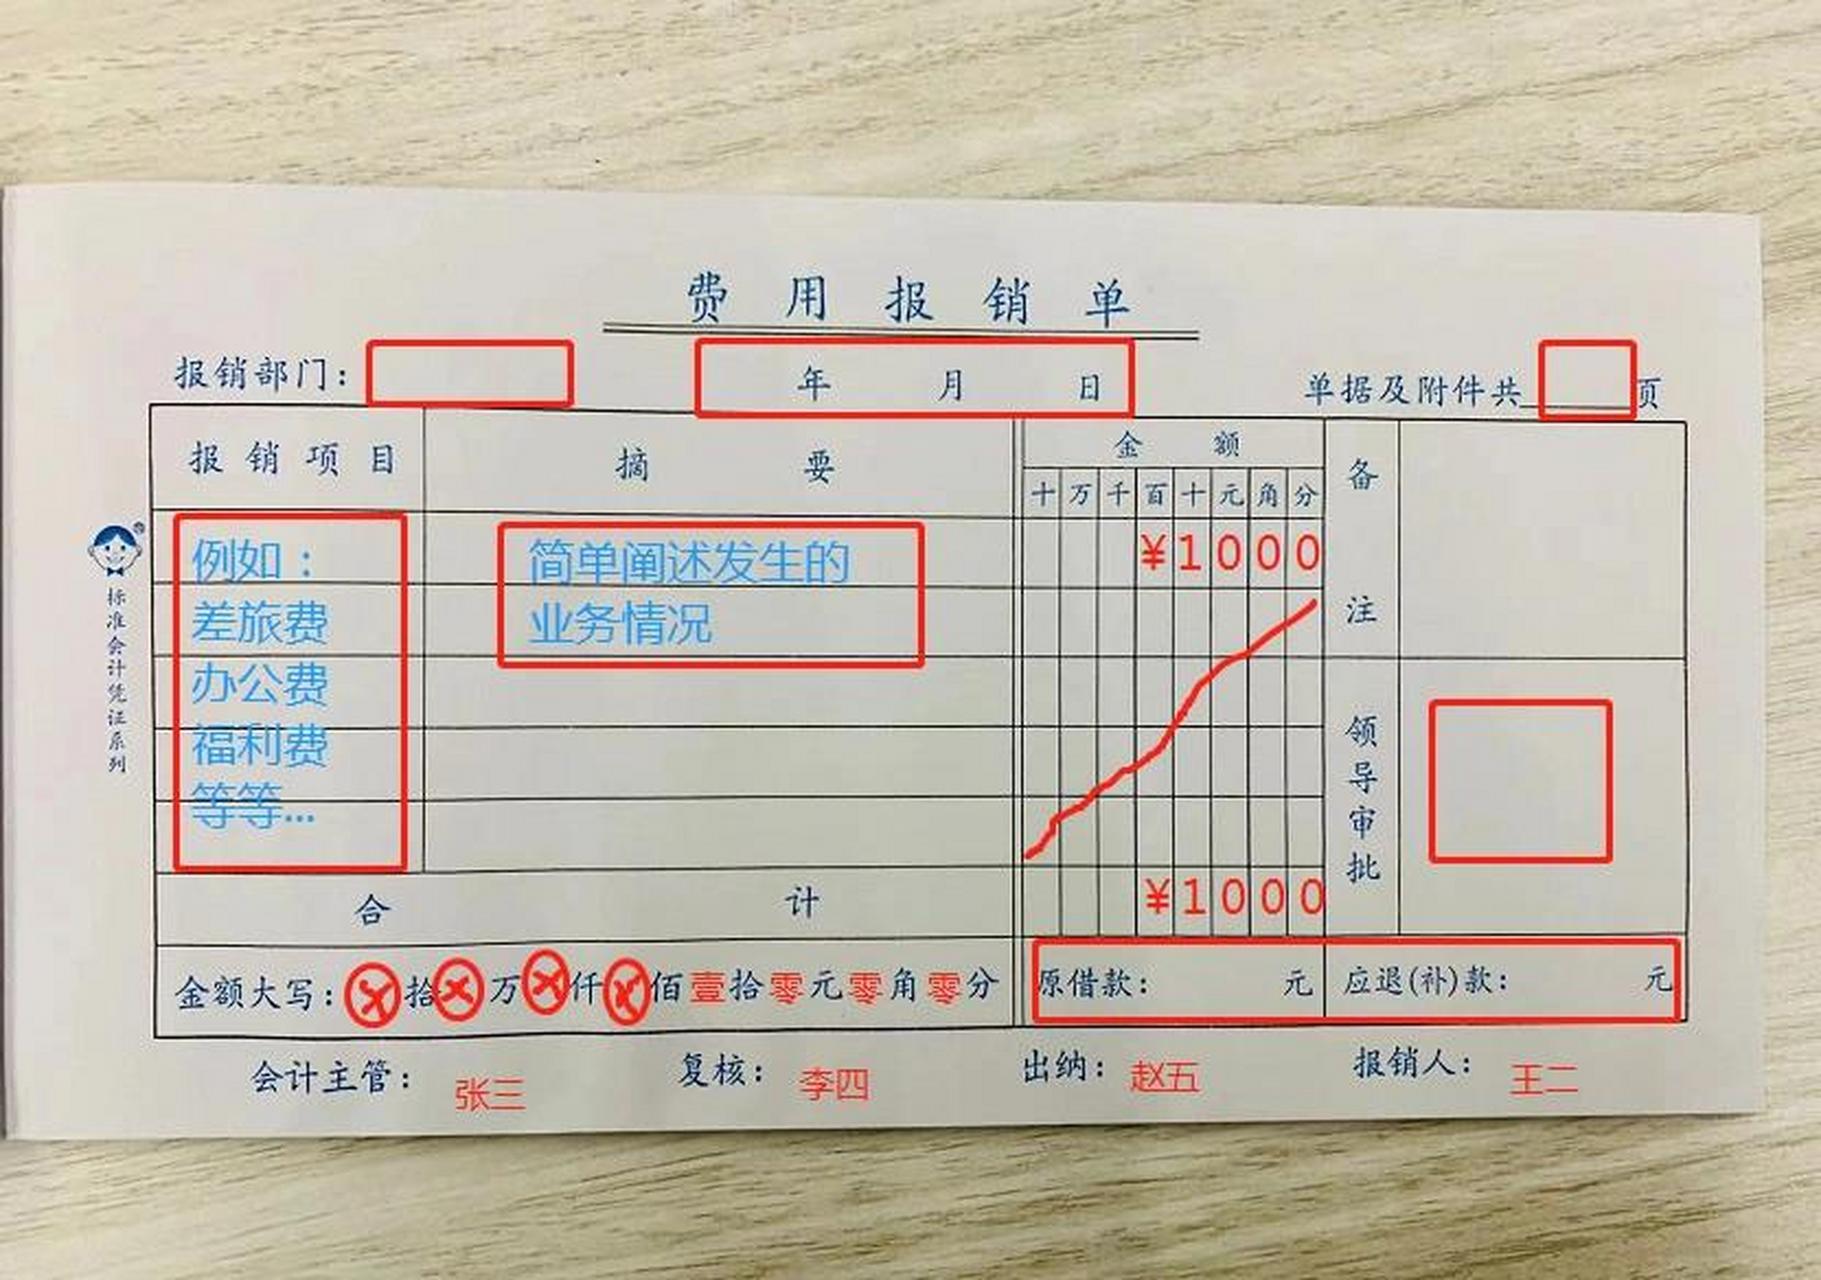 费用报销单
报销部门： 年 月 日 单据及附件共 页
报销项目 摘要 金额 备注
十 万 千 百 十 元 角 分
例如： 简单阐述发生的 ¥1000
差旅费 业务情况
办公费
福利费
等等...
领导审批
合计 ¥1000
金额大写：ⓧ拾ⓧ万ⓧ仟ⓧ佰壹拾零元零角零分 原借款： 元 应退(补)款： 元
会计主管：张三 复核：李四 出纳：赵五 报销人：王二
标准会计凭证系列